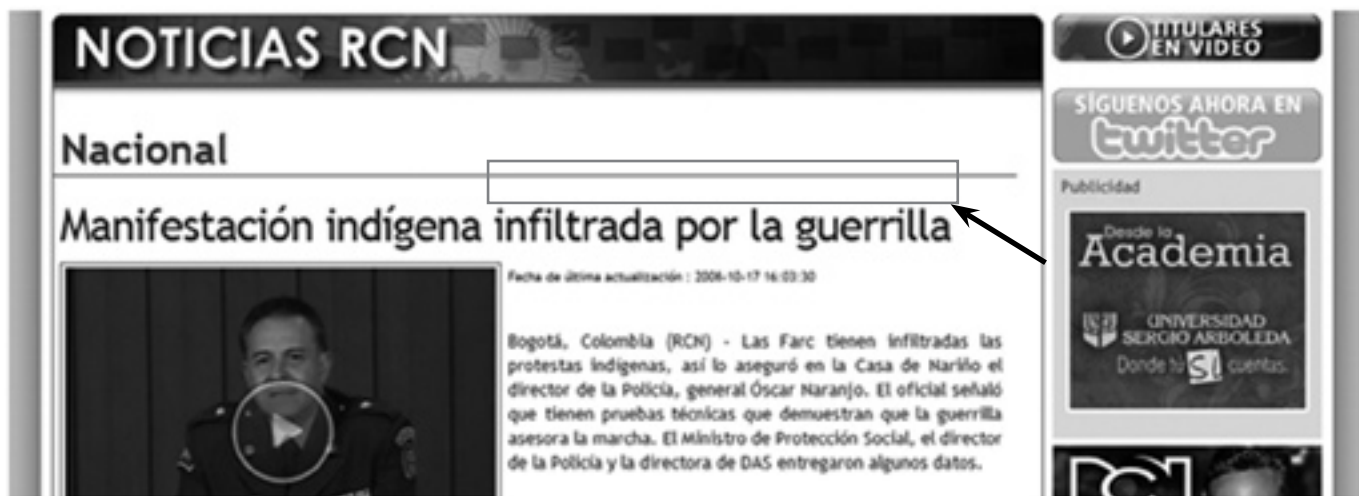 NOTICIAS RCN
TITULARES
EN VIDEO
SÍGUENOS AHORA EN
twitter
Nacional
Manifestación indígena infiltrada por la guerrilla
Fecha de última actualización : 2008-10-17 16:03:30
Bogotá, Colombia (RCN) - Las Farc tienen infiltradas las
protestas indígenas, así lo aseguró en la Casa de Nariño el
director de la Policía, general Óscar Naranjo. El oficial señaló
que tienen pruebas técnicas que demuestran que la guerrilla
asesora la marcha. El Ministro de Protección Social, el director
de la Policía y la directora de DAS entregaron algunos datos.
Publicidad
Desde la
Academia
UNIVERSIDAD
SERGIO ARBOLEDA
Donde tú SÍ cuentas.